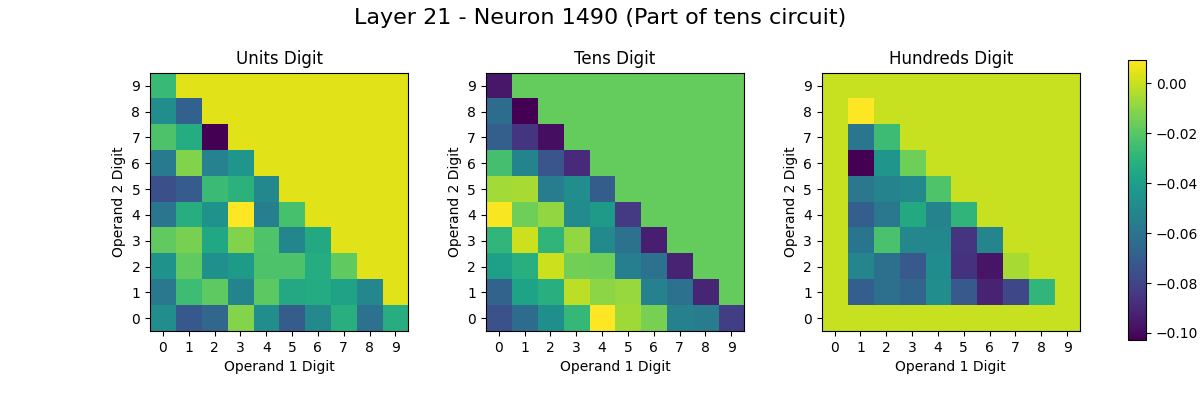 Layer 21 - Neuron 1490 (Part of tens circuit)
Units Digit
Tens Digit
Hundreds Digit
Operand 2 Digit
9
8
7
6
5
4
3
2
1
0
0 1 2 3 4 5 6 7 8 9
Operand 1 Digit
Operand 2 Digit
9
8
7
6
5
4
3
2
1
0
0 1 2 3 4 5 6 7 8 9
Operand 1 Digit
Operand 2 Digit
9
8
7
6
5
4
3
2
1
0
0 1 2 3 4 5 6 7 8 9
Operand 1 Digit
0.00
−0.02
−0.04
−0.06
−0.08
−0.10